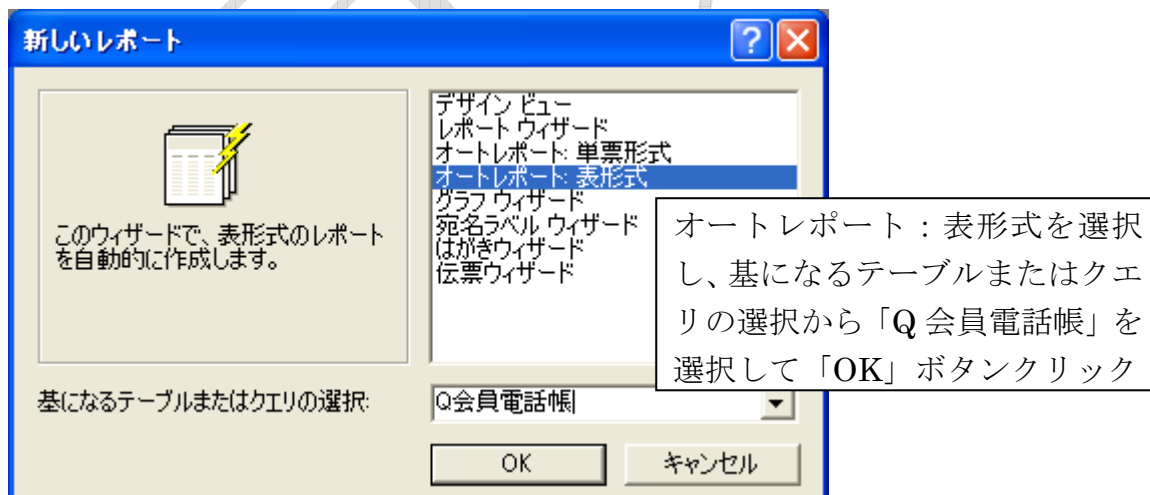 新しいレポート
デザイン ビュー
レポート ウィザード
オートレポート: 単票形式
オートレポート: 表形式
グラフ ウィザード
宛名ラベル ウィザード
はがきウィザード
伝票ウィザード
このウィザードで、表形式のレポート
を自動的に作成します。
オートレポート：表形式を選択
し、基になるテーブルまたはクエ
リの選択から「Q 会員電話帳」を
選択して「OK」ボタンクリック
基になるテーブルまたはクエリの選択:
Q会員電話帳
OK
キャンセル